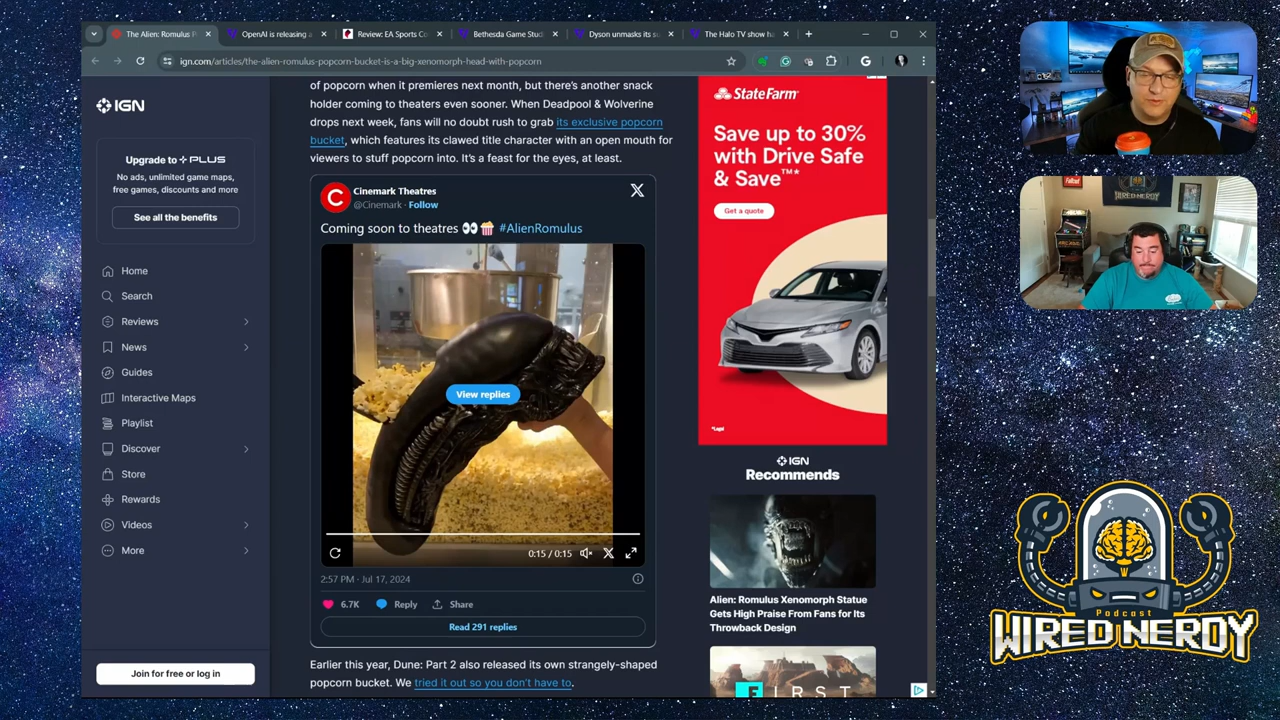 The Alien: Romulus P
OpenAI is releasing a
Review: EA Sports Co
Bethesda Game Stud
Dyson unmasks its su
The Halo TV show ha
ign.com/articles/the-alien-romulus-popcorn-bucket-is-a-big-xenomorph-head-with-popcorn
IGN
Upgrade to PLUS
No ads, unlimited game maps,
free games, discounts and more
See all the benefits
Home
Search
Reviews
News
Guides
Interactive Maps
Playlist
Discover
Store
Rewards
Videos
More
Join for free or log in
of popcorn when it premieres next month, but there's another snack
holder coming to theaters even sooner. When Deadpool & Wolverine
drops next week, fans will no doubt rush to grab its exclusive popcorn
bucket, which features its clawed title character with an open mouth for
viewers to stuff popcorn into. It's a feast for the eyes, at least.
Cinemark Theatres
@Cinemark · Follow
Coming soon to theatres 👀🍿 #AlienRomulus
View replies
0:15 / 0:15
2:57 PM · Jul 17, 2024
6.7K
Reply
Share
Read 291 replies
Earlier this year, Dune: Part 2 also released its own strangely-shaped
popcorn bucket. We tried it out so you don't have to.
State Farm
Save up to 30%
with Drive Safe
& Save™*
Get a quote
*Legal
IGN
Recommends
Alien: Romulus Xenomorph Statue
Gets High Praise From Fans for Its
Throwback Design
FIRST
Podcast
WIRED NERDY